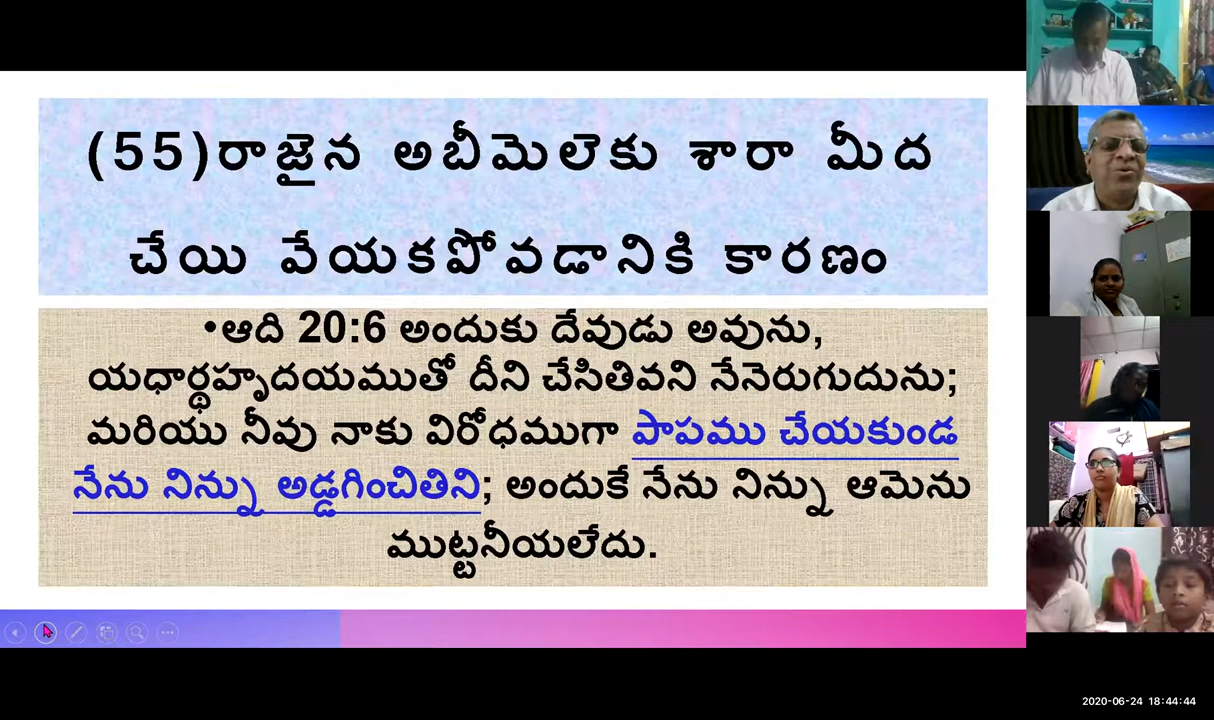 (55)రాజైన అబీమెలెకు శారా మీద
చేయి వేయకపోవడానికి కారణం
•ఆది 20:6 అందుకు దేవుడు అవును,
యధార్థహృదయముతో దీని చేసితివని నేనెరుగుదును;
మరియు నీవు నాకు విరోధముగా పాపము చేయకుండ
నేను నిన్ను అడ్డగించితిని; అందుకే నేను నిన్ను ఆమెను
ముట్టనీయలేదు.
2020-06-24 18:44:44